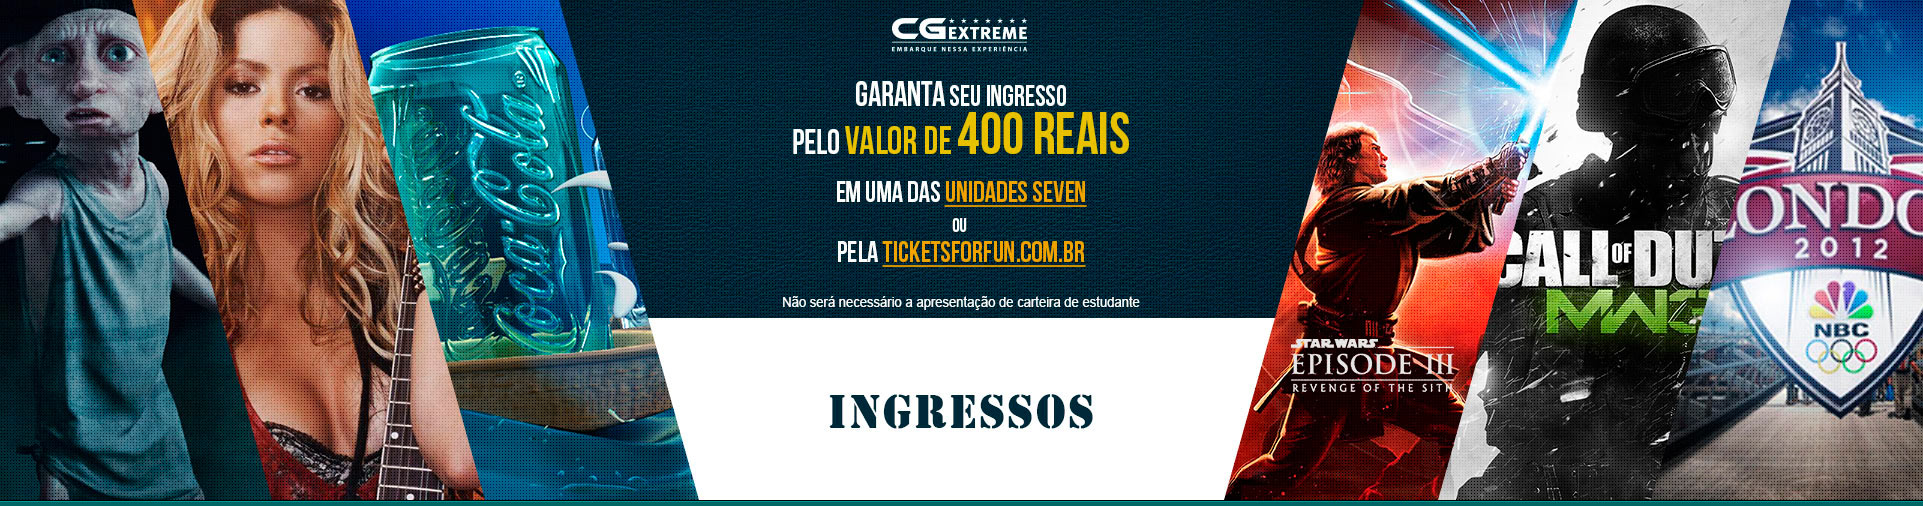 CGEXTREME
EMBARQUE NESSA EXPERIÊNCIA
GARANTA SEU INGRESSO
PELO VALOR DE 400 REAIS
EM UMA DAS UNIDADES SEVEN
OU
PELA TICKETSFORFUN.COM.BR
Não será necessário a apresentação de carteira de estudante
INGRESSOS
Coca-Cola
STAR WARS
EPISODE III
REVENGE OF THE SITH
CALL OF DUT
MW3
LONDO
2012
NBC